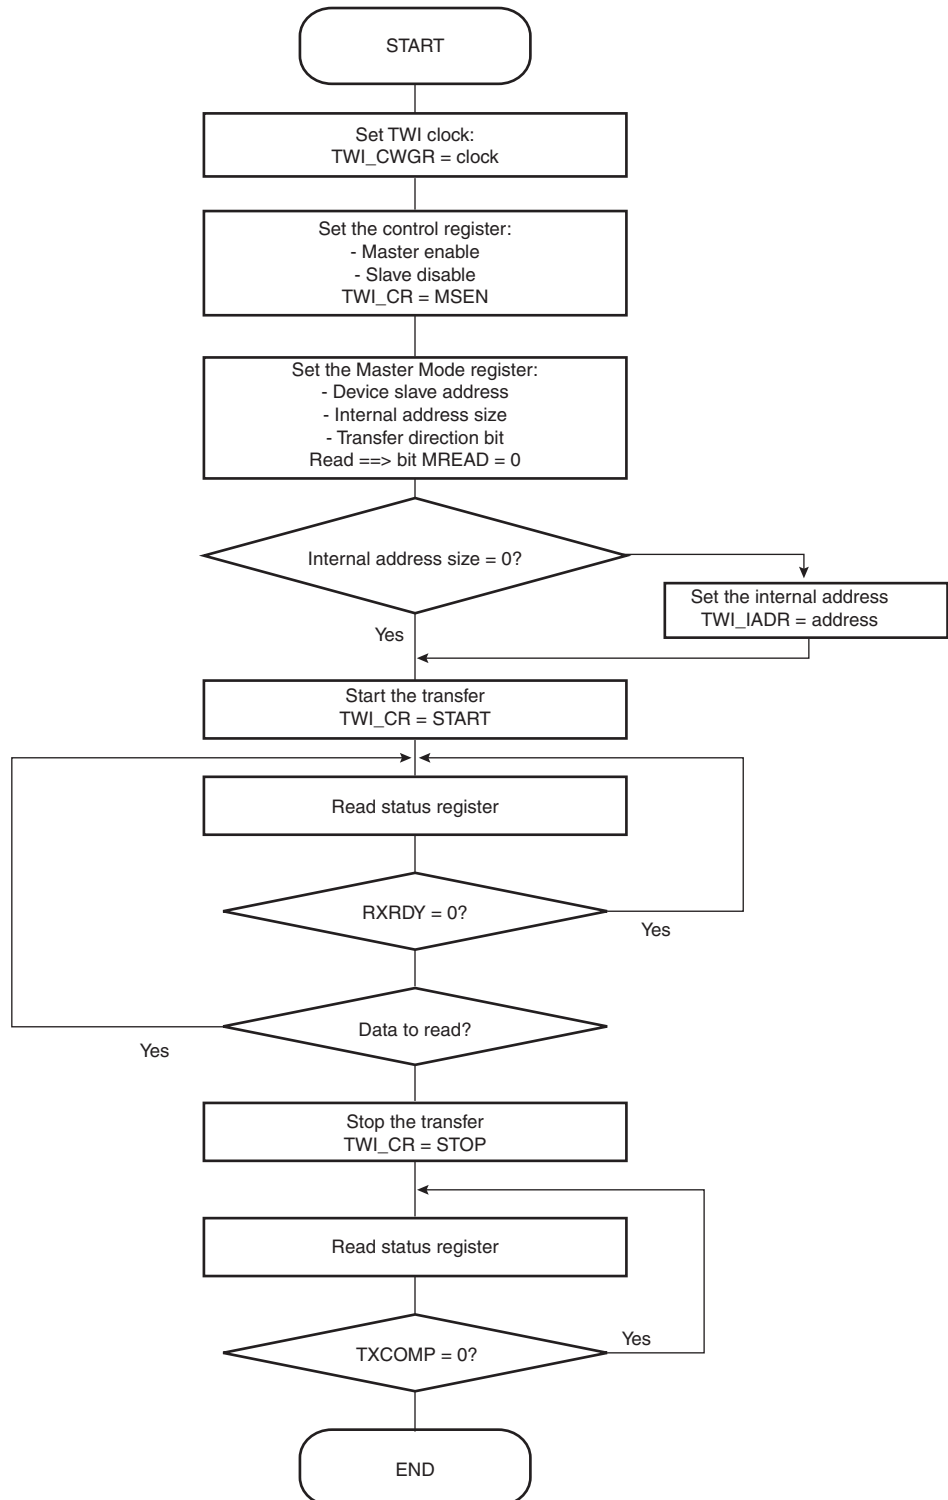 START
Set TWI clock:
TWI_CWGR = clock
Set the control register:
- Master enable
- Slave disable
TWI_CR = MSEN
Set the Master Mode register:
- Device slave address
- Internal address size
- Transfer direction bit
Read ==> bit MREAD = 0
Internal address size = 0?
Set the internal address
TWI_IADR = address
Yes
Start the transfer
TWI_CR = START
Read status register
RXRDY = 0?
Yes
Data to read?
Yes
Stop the transfer
TWI_CR = STOP
Read status register
TXCOMP = 0?
Yes
END